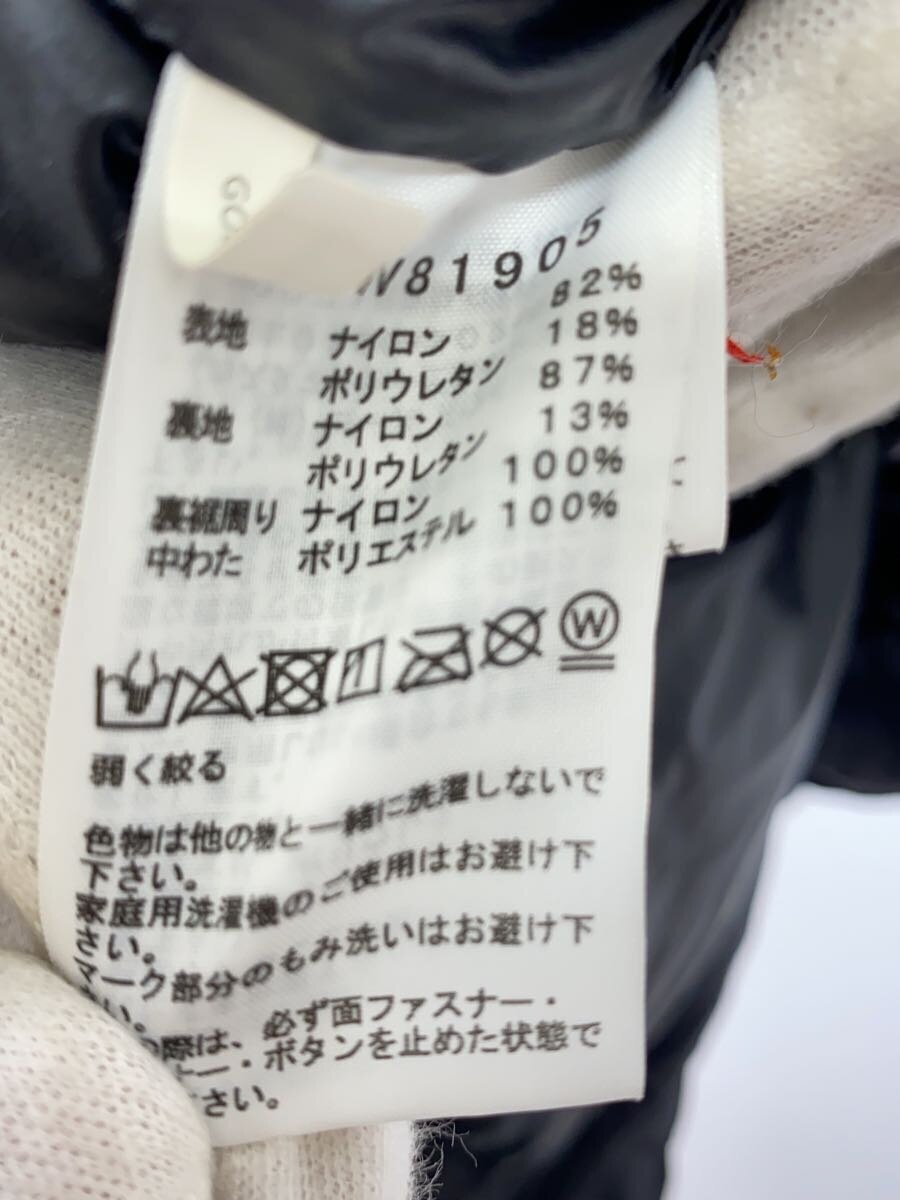 GO
W81905
表地 ナイロン 82%
ポリウレタン 18%
裏地 ナイロン 87%
ポリウレタン 13%
裏裾周り ナイロン 100%
中わた ポリエステル 100%
W
弱く絞る
色物は他の物と一緒に洗濯しないで
下さい。
家庭用洗濯機のご使用はお避け下
さい。
マーク部分のもみ洗いはお避け下
い。
の際は、必ず面ファスナー・
ナー・ボタンを止めた状態で
さい。